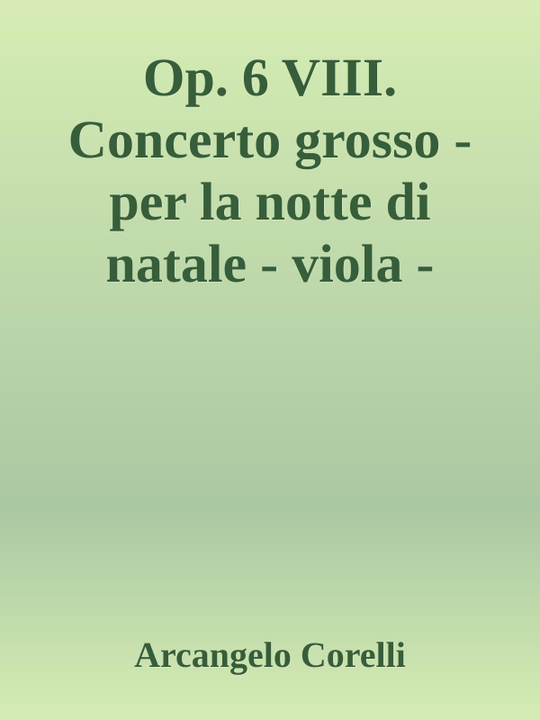 Op. 6 VIII.
Concerto grosso -
per la notte di
natale - viola -
Arcangelo Corelli